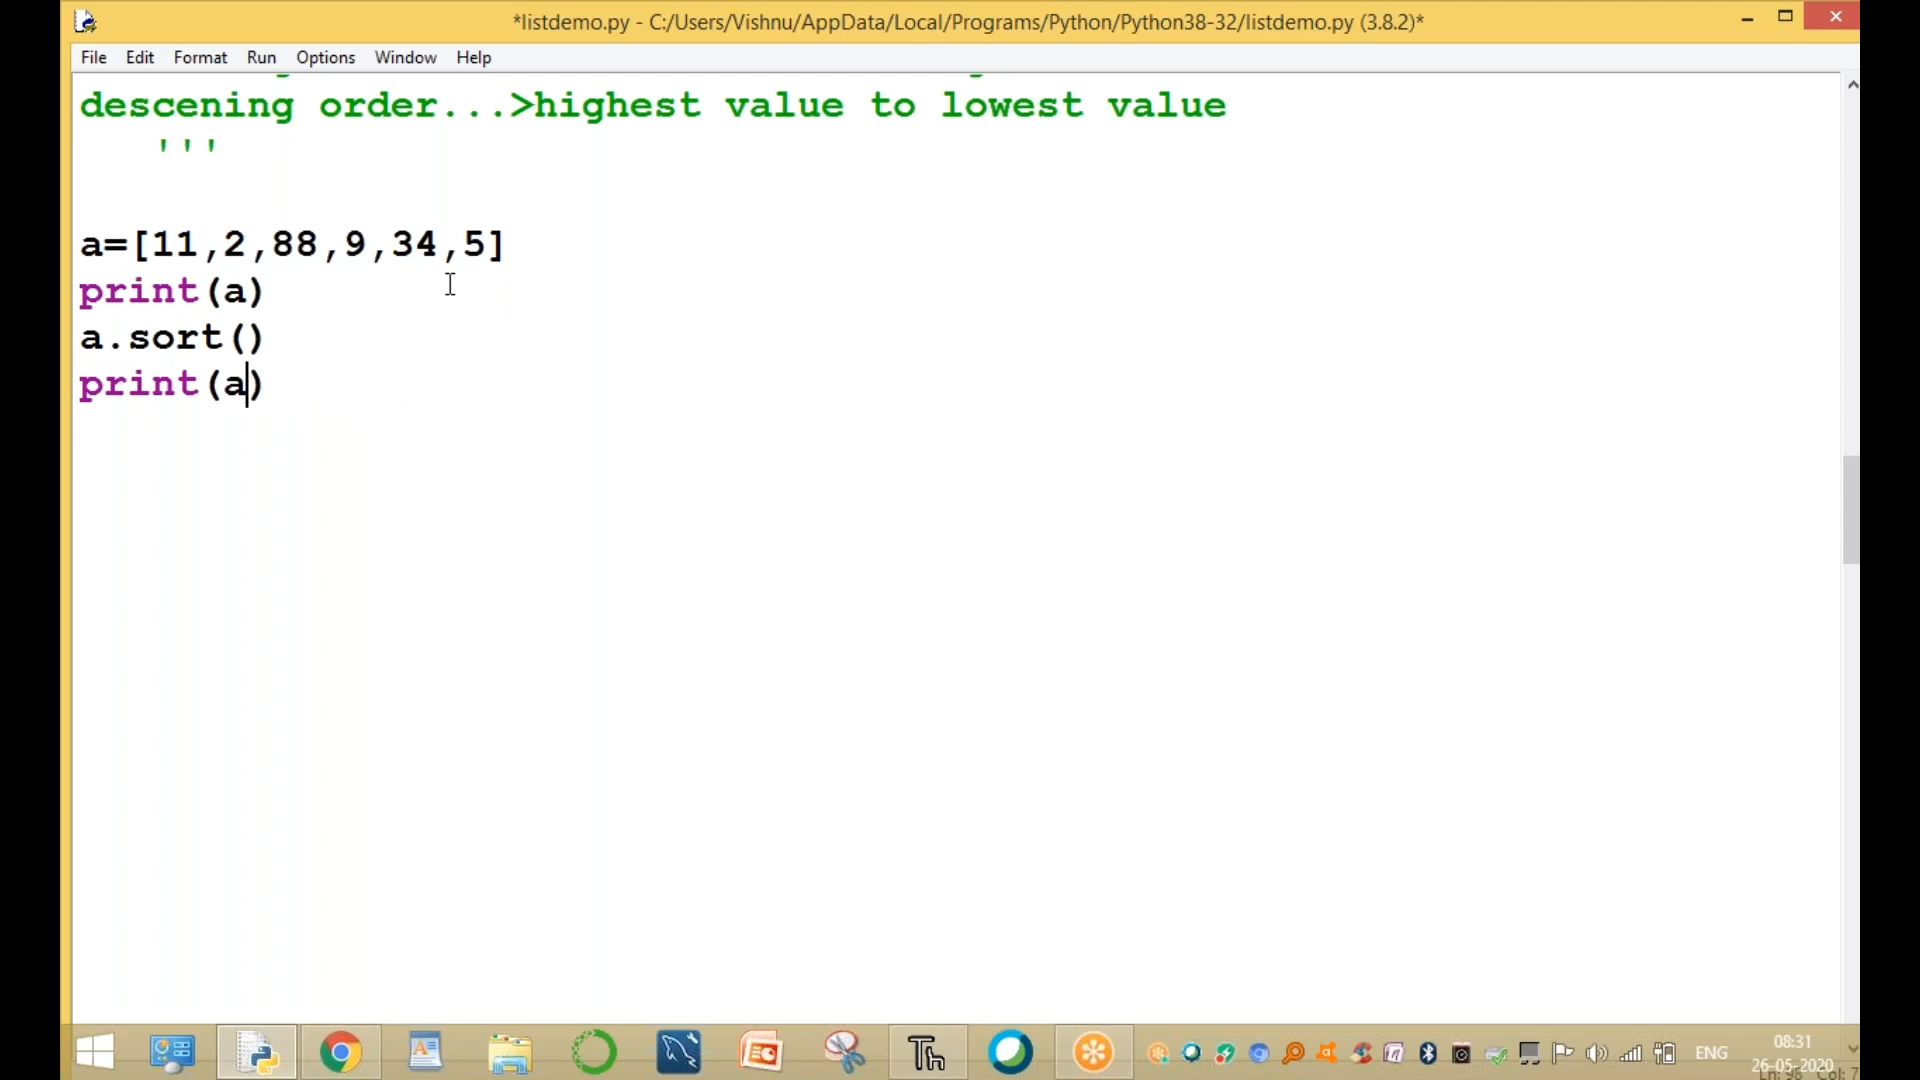 *listdemo.py - C:/Users/Vishnu/AppData/Local/Programs/Python/Python38-32/listdemo.py (3.8.2)*
File Edit Format Run Options Window Help
descening order...>highest value to lowest value
'''
a=[11,2,88,9,34,5]
print(a)
a.sort()
print(a)
Th
ENG
08:31
26-05-2020